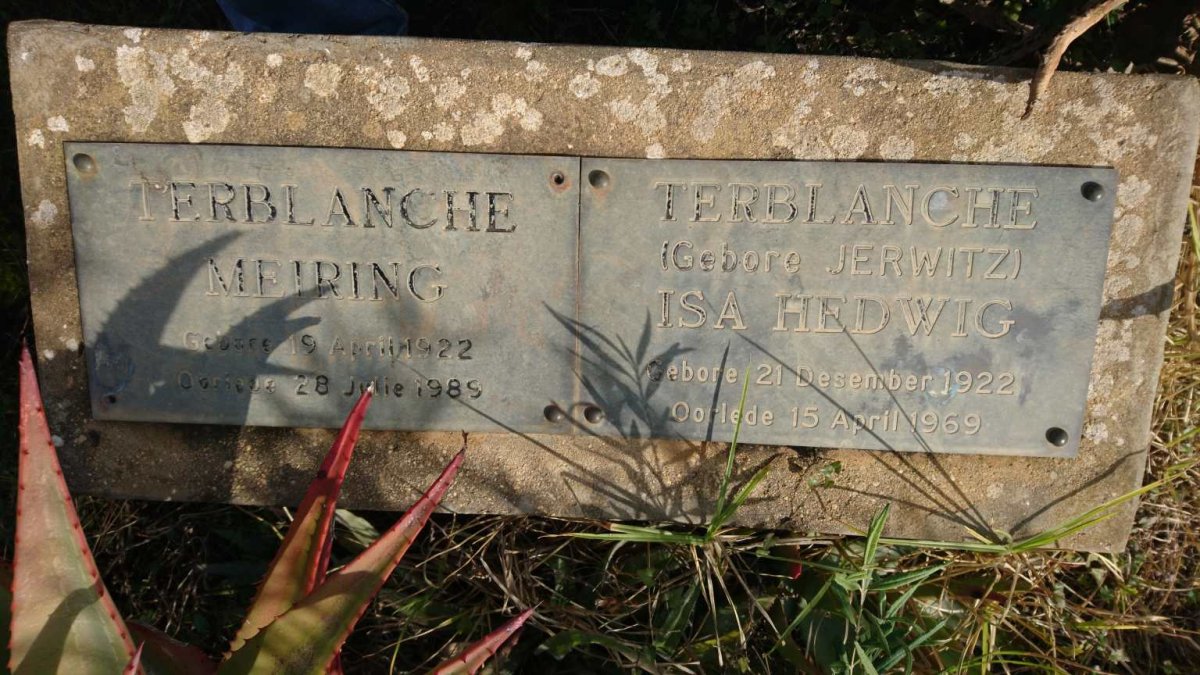 TERBLANCHE
MEIRING
Gebore 19 April 1922
Oorlede 28 Julie 1989
TERBLANCHE
(Gebore JERWITZ)
ISA HEDWIG
Gebore 21 Desember 1922
Oorlede 15 April 1969